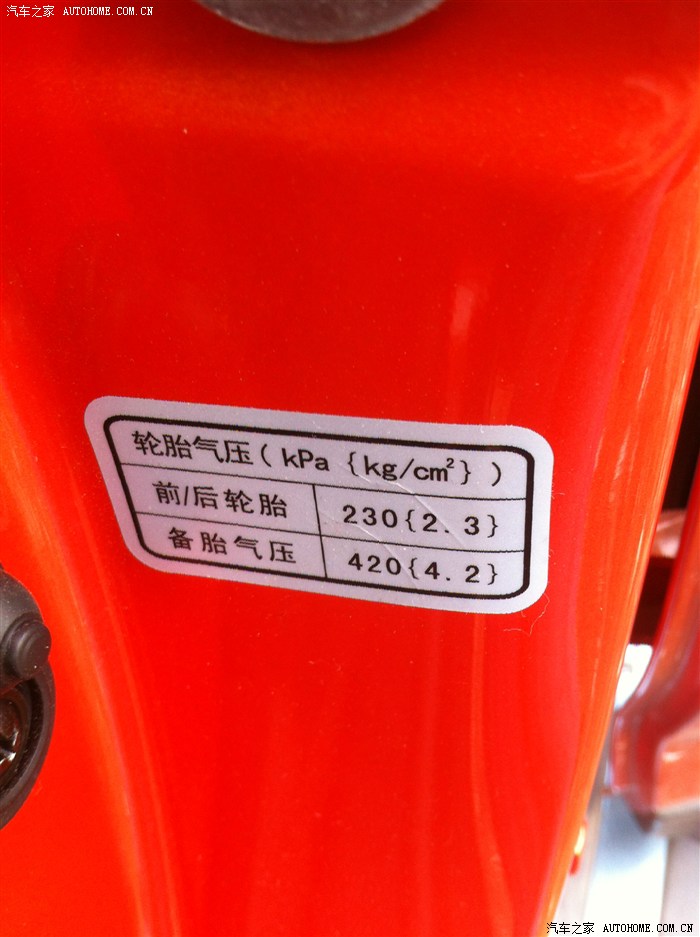 汽车之家 AUTOHOME.COM.CN
轮胎气压(kPa{kg/cm²})
前/后轮胎 230{2.3}
备胎气压 420{4.2}
汽车之家 AUTOHOME.COM.CN